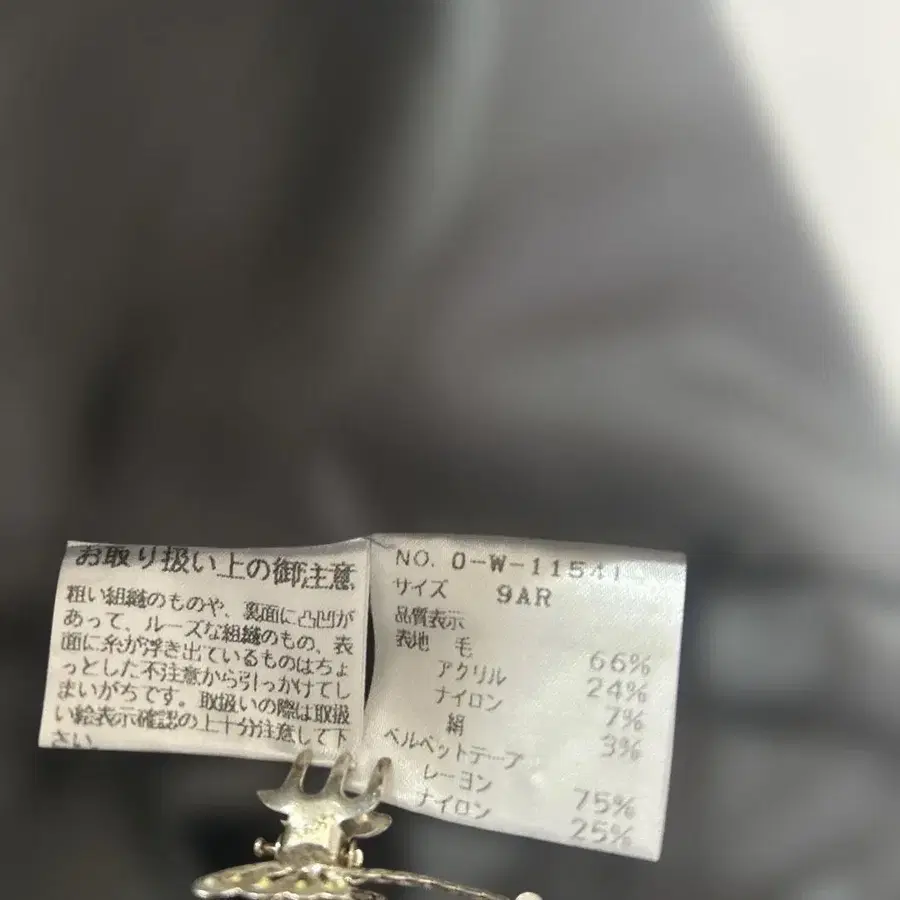 お取り扱い上の御注意
粗い組織のものや、裏面に凸凹が
あって、ルーズな組織のもの、表
面に糸が浮き出ているものはちょ
っとした不注意から引っかけてし
まいがちです。取扱いの際は取扱
い絵表示確認の上十分注意して下
さい。
NO. 0-W-11541
サイズ 9AR
品質表示
表地 毛 66%
アクリル 24%
ナイロン 7%
絹 3%
ベルベットテープ
レーヨン 75%
ナイロン 25%